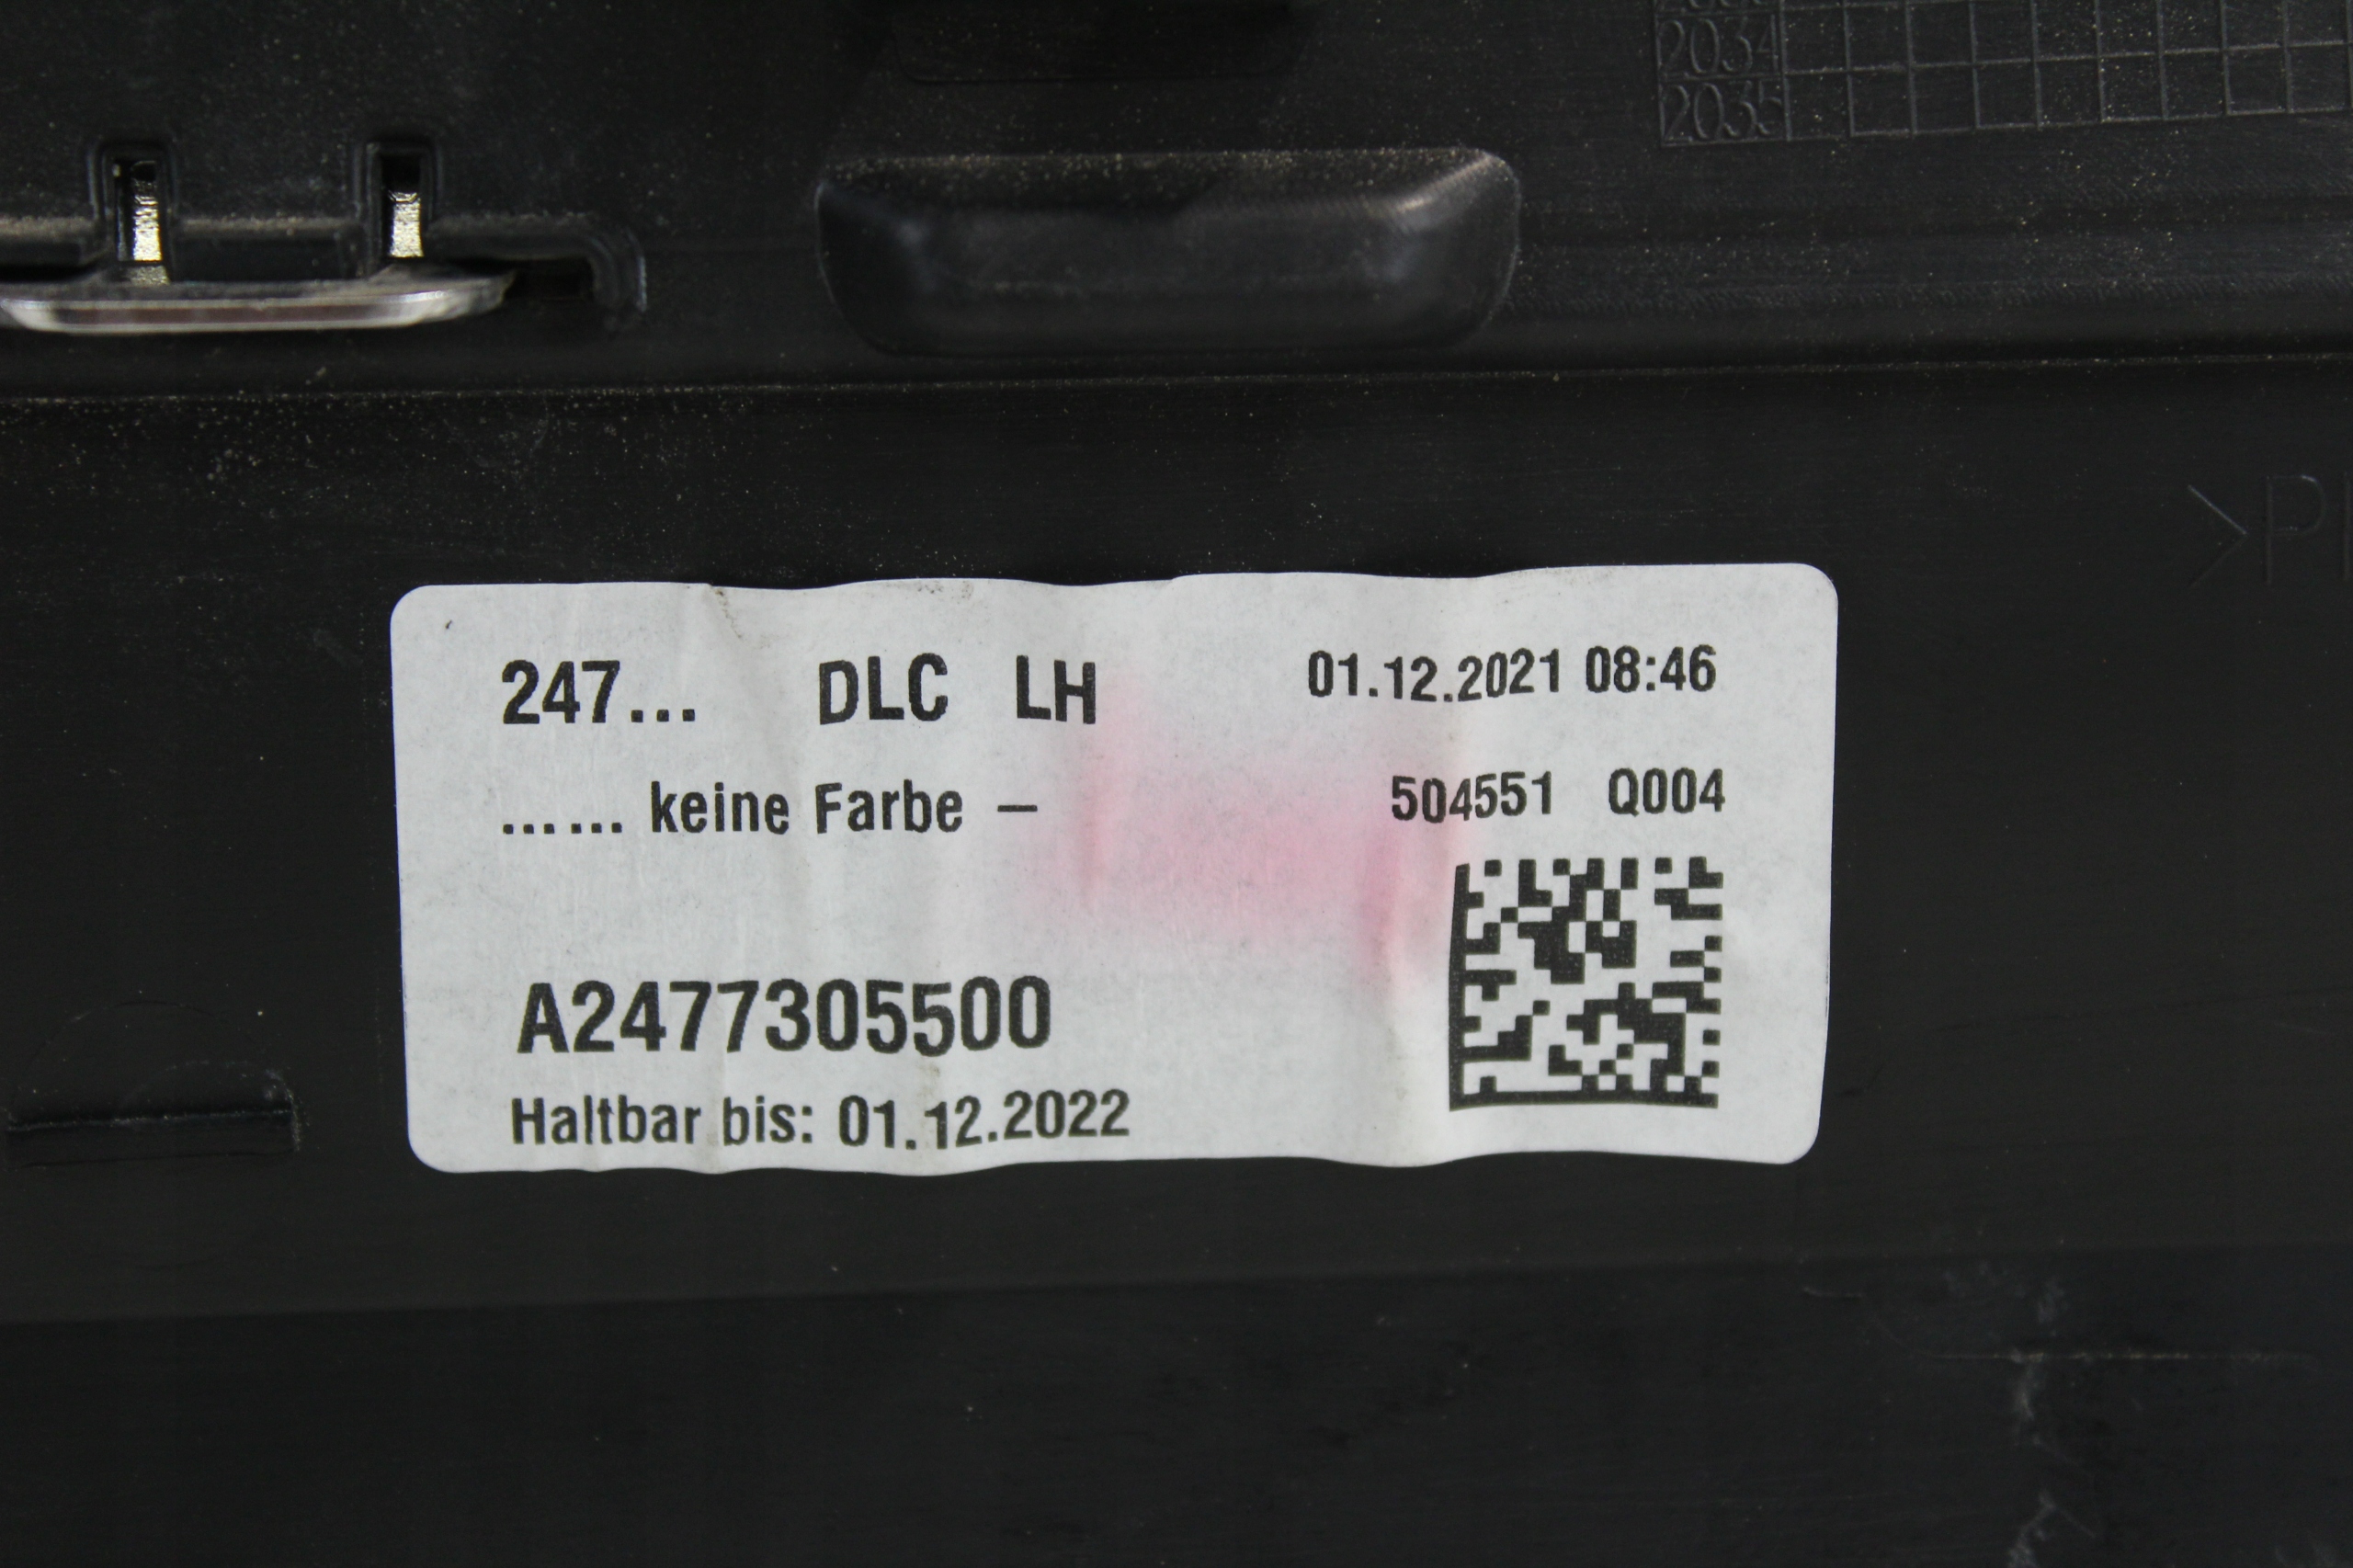 2034
2035
>P
247... DLC LH 01.12.2021 08:46
...... keine Farbe – 504551 Q004
A2477305500
Haltbar bis: 01.12.2022